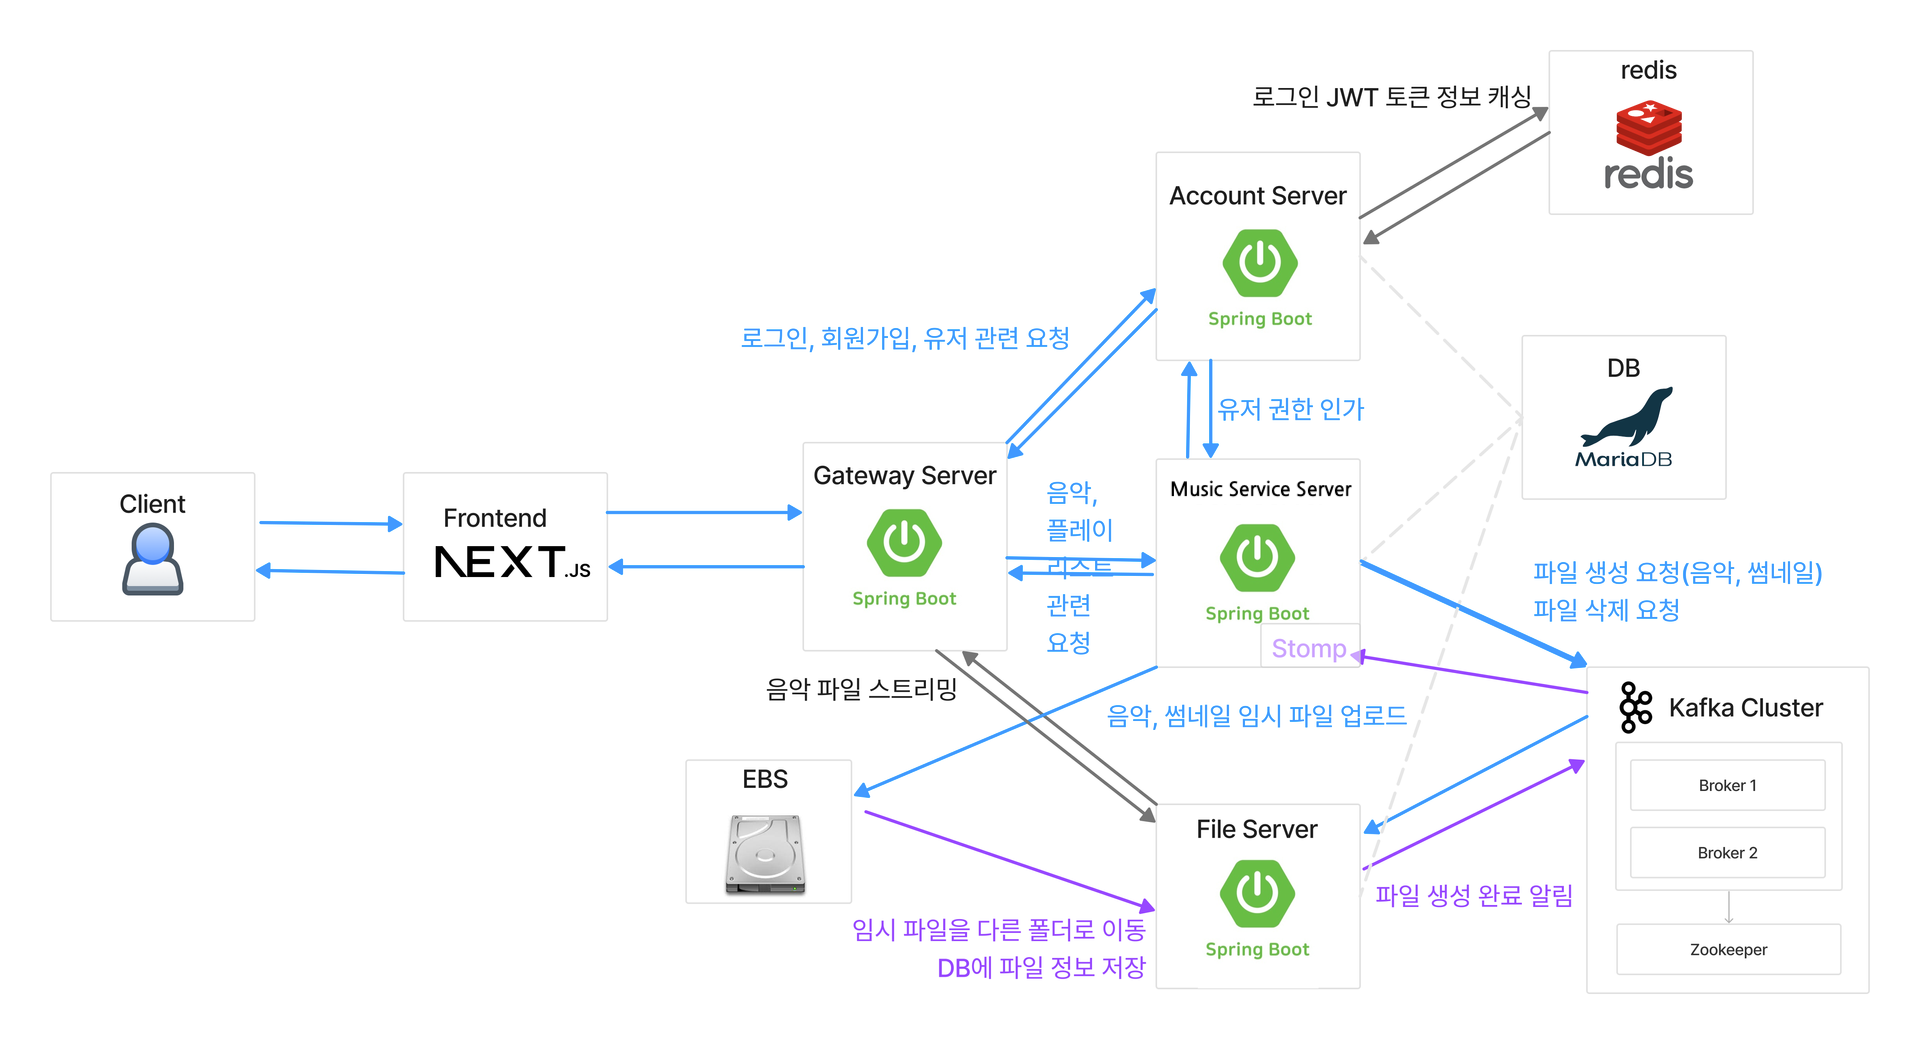 redis
redis
로그인 JWT 토큰 정보 캐싱
Account Server
Spring Boot
로그인, 회원가입, 유저 관련 요청
DB
MariaDB
유저 권한 인가
Client
Frontend
NEXT.JS
Gateway Server
Spring Boot
음악,
플레이
리스트
관련
요청
Music Service Server
Spring Boot
Stomp
파일 생성 요청(음악, 썸네일)
파일 삭제 요청
음악 파일 스트리밍
음악, 썸네일 임시 파일 업로드
Kafka Cluster
Broker 1
Broker 2
Zookeeper
EBS
File Server
Spring Boot
파일 생성 완료 알림
임시 파일을 다른 폴더로 이동
DB에 파일 정보 저장